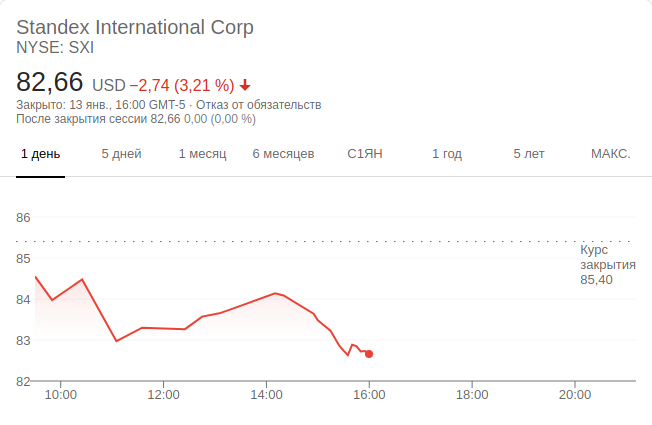 Standex International Corp
NYSE: SXI
82,66 USD −2,74 (3,21 %)
Закрыто: 13 янв., 16:00 GMT-5 · Отказ от обязательств
После закрытия сессии 82,66 0,00 (0,00 %)
1 день 5 дней 1 месяц 6 месяцев С1ЯН 1 год 5 лет МАКС.
86
Курс
85
закрытия
85,40
84
83
82
10:00 12:00 14:00 16:00 18:00 20:00